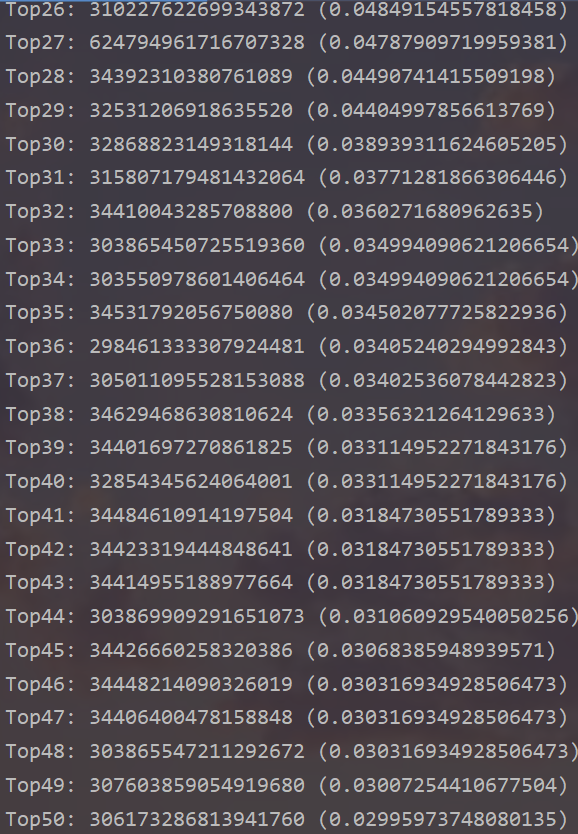 Top26: 310227622699343872 (0.04849154557818458)
Top27: 624794961716707328 (0.04787909719959381)
Top28: 34392310380761089 (0.04490741415509198)
Top29: 32531206918635520 (0.04404997856613769)
Top30: 32868823149318144 (0.038939311624605205)
Top31: 315807179481432064 (0.03771281866306446)
Top32: 34410043285708800 (0.0360271680962635)
Top33: 303865450725519360 (0.034994090621206654)
Top34: 303550978601406464 (0.034994090621206654)
Top35: 34531792056750080 (0.034502077725822936)
Top36: 298461333307924481 (0.03405240294992843)
Top37: 305011095528153088 (0.03402536078442823)
Top38: 34629468630810624 (0.03356321264129633)
Top39: 34401697270861825 (0.033114952271843176)
Top40: 32854345624064001 (0.033114952271843176)
Top41: 34484610914197504 (0.03184730551789333)
Top42: 34423319444848641 (0.03184730551789333)
Top43: 34414955188977664 (0.03184730551789333)
Top44: 303869909291651073 (0.031060929540050256)
Top45: 34426660258320386 (0.03068385948939571)
Top46: 34448214090326019 (0.030316934928506473)
Top47: 34406400478158848 (0.030316934928506473)
Top48: 303865547211292672 (0.030316934928506473)
Top49: 307603859054919680 (0.03007254410677504)
Top50: 306173286813941760 (0.02995973748080135)